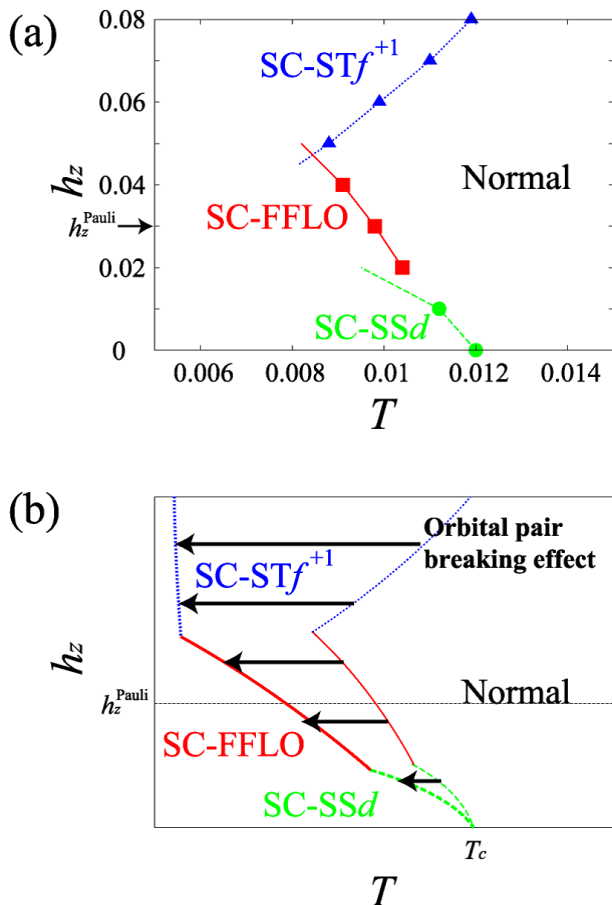 (a)
0.08
SC-STf⁺¹
0.06
hz
Normal
0.04
SC-FFLO
hzᴾᵃᵘˡⁱ
0.02
SC-SSd
0
0.006 0.008 0.01 0.012 0.014
T
(b)
Orbital pair
breaking effect
SC-STf⁺¹
hz
Normal
hzᴾᵃᵘˡⁱ
SC-FFLO
SC-SSd
Tc
T